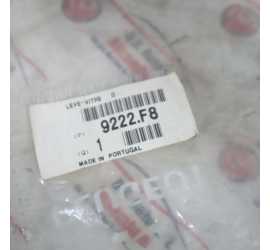 LEVE-VITRE D
(P) 9222.F8
(Q) 1
MADE IN PORTUGAL